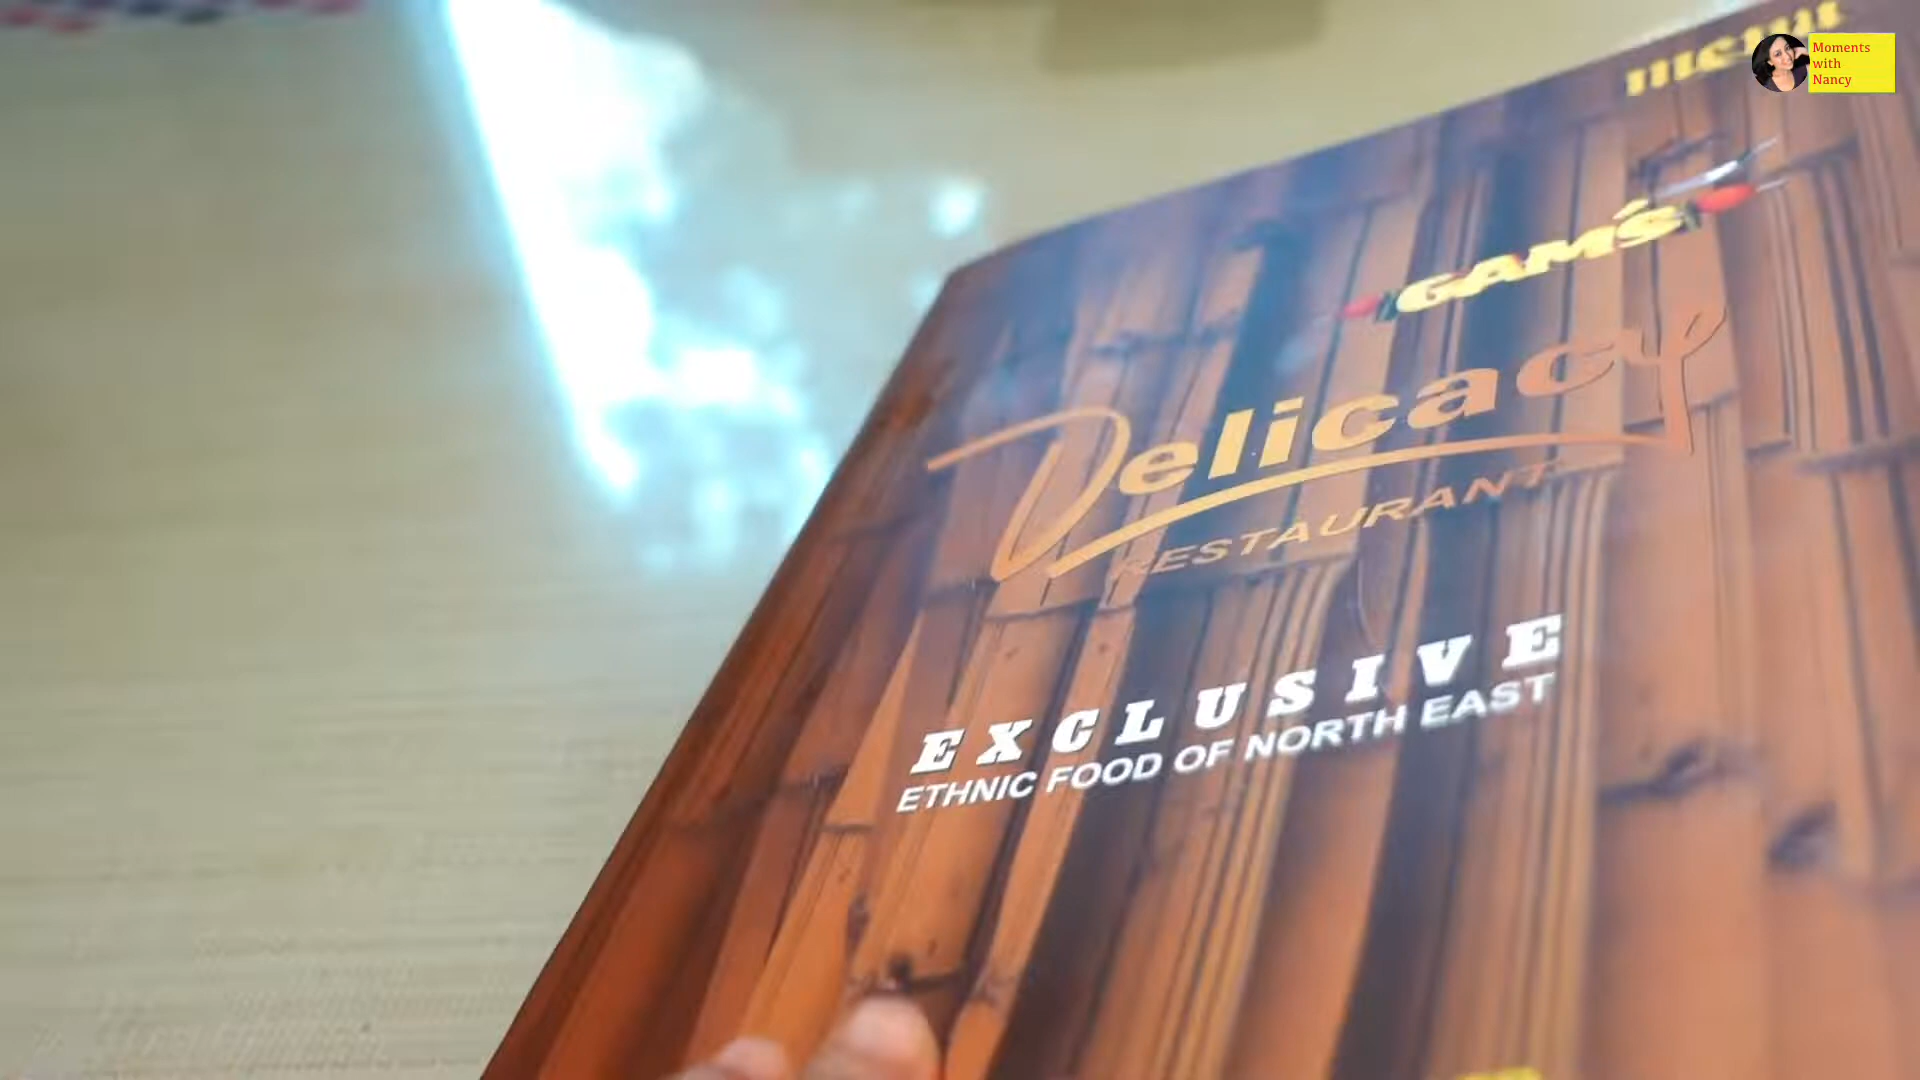 menu
Moments
with
Nancy
GAM'S
Delicacy
RESTAURANT
EXCLUSIVE
ETHNIC FOOD OF NORTH EAST